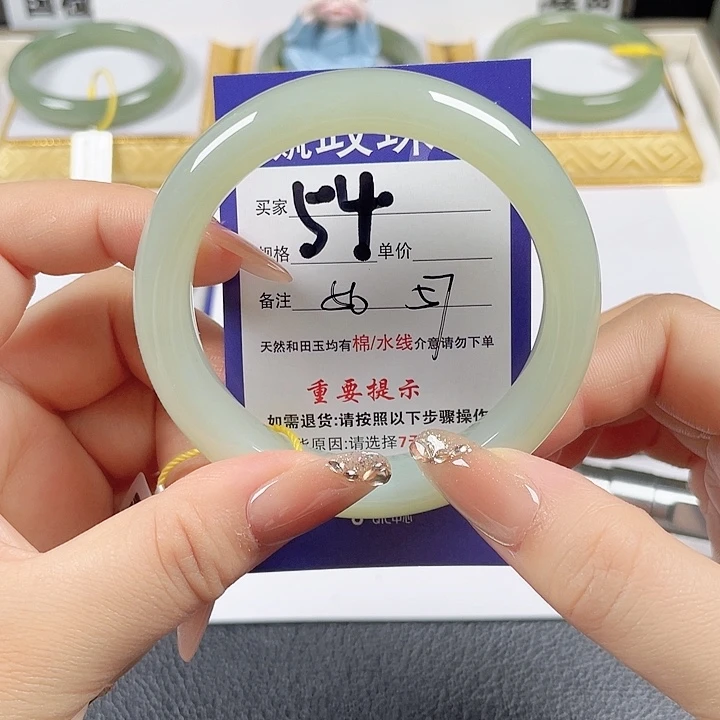 买家 54
规格 单价
备注
天然和田玉均有棉/水线介意请勿下单
重要提示
如需退货:请按照以下步骤操作
原因:请选择7